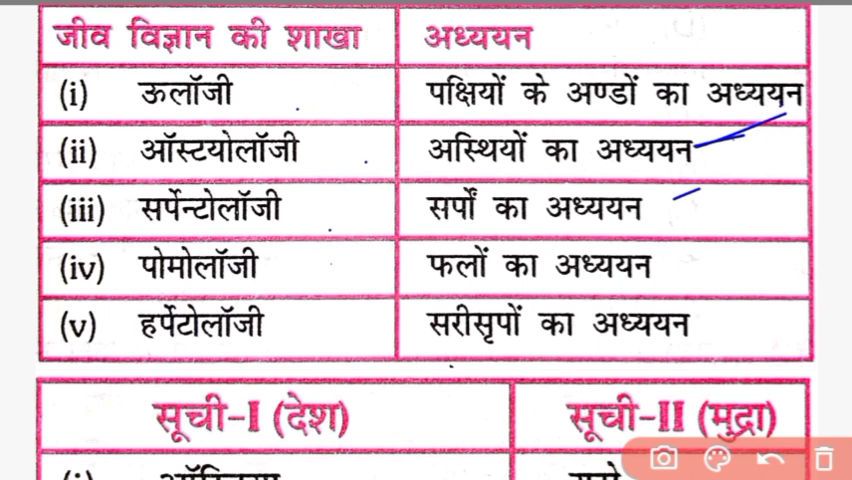 जीव विज्ञान की शाखा अध्ययन
(i) ऊलॉजी पक्षियों के अण्डों का अध्ययन
(ii) ऑस्टयोलॉजी अस्थियों का अध्ययन
(iii) सर्पेन्टोलॉजी सर्पों का अध्ययन
(iv) पोमोलॉजी फलों का अध्ययन
(v) हर्पेटोलॉजी सरीसृपों का अध्ययन
सूची-I (देश) सूची-II (मुद्रा)
(i)